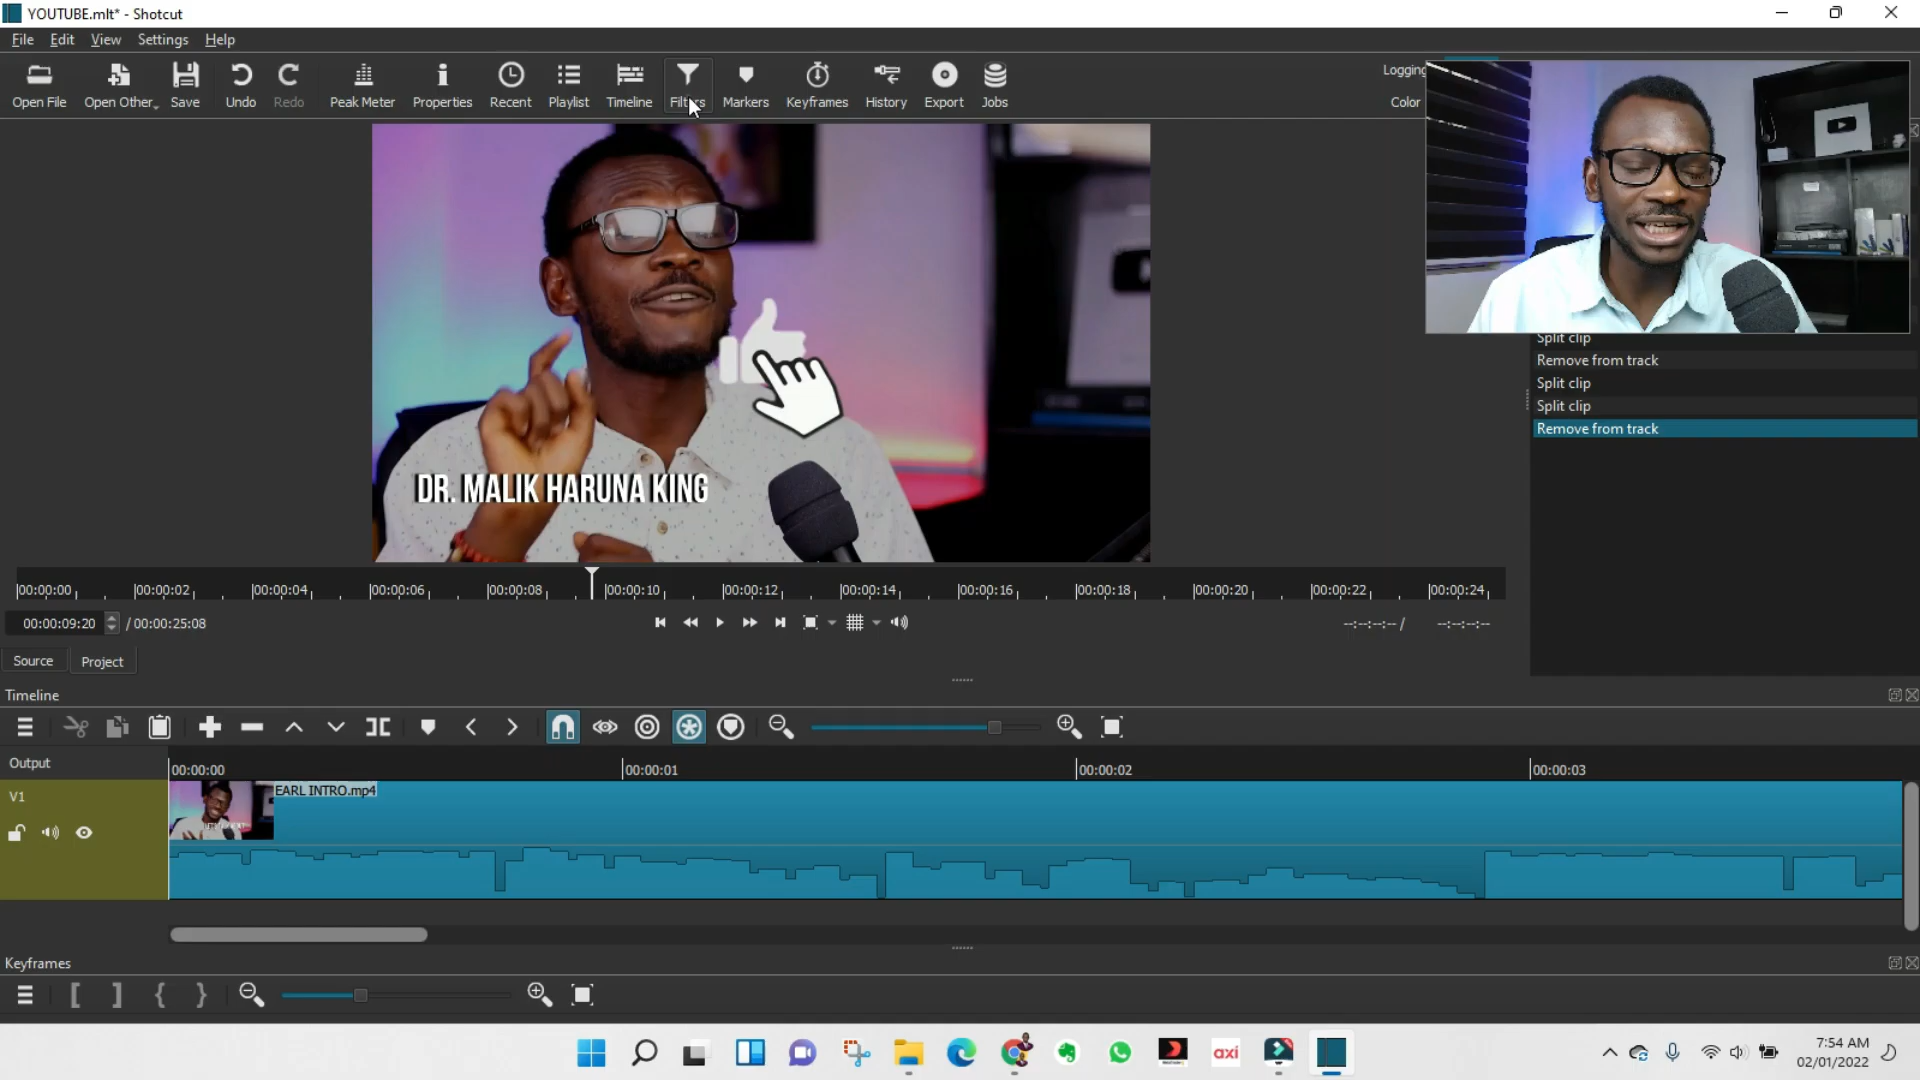 YOUTUBE.mlt* - Shotcut
File Edit View Settings Help
Open File Open Other Save Undo Redo Peak Meter Properties Recent Playlist Timeline Filters Markers Keyframes History Export Jobs
Logging
Color
DR. MALIK HARUNA KING
Split clip
Remove from track
Split clip
Split clip
Remove from track
00:00:00 00:00:02 00:00:04 00:00:06 00:00:08 00:00:10 00:00:12 00:00:14 00:00:16 00:00:18 00:00:20 00:00:22 00:00:24
00:00:09:20 / 00:00:25:08
--:--:--:-- / --:--:--:--
Source Project
Timeline
Output
00:00:00 00:00:01 00:00:02 00:00:03
V1
EARL INTRO.mp4
Keyframes
axi
7:54 AM
02/01/2022